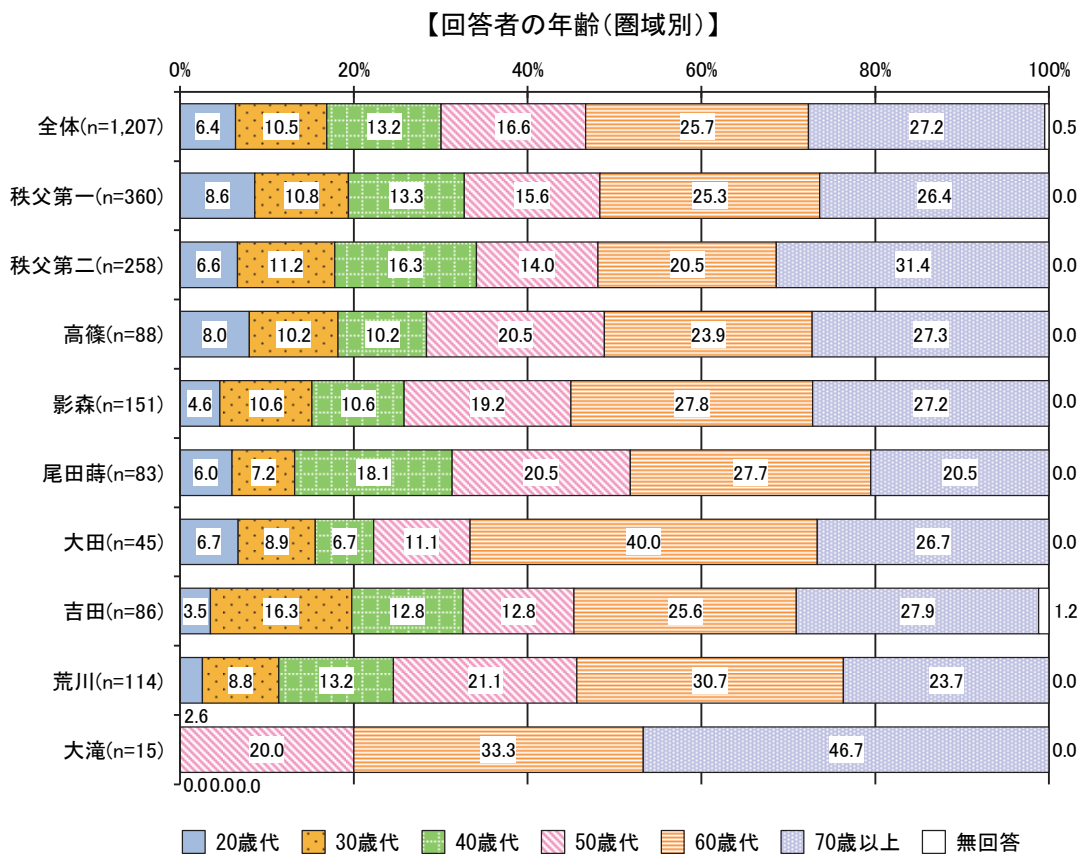 【回答者の年齢(圏域別)】
0% 20% 40% 60% 80% 100%
全体(n=1,207) 6.4 10.5 13.2 16.6 25.7 27.2 0.5
秩父第一(n=360) 8.6 10.8 13.3 15.6 25.3 26.4 0.0
秩父第二(n=258) 6.6 11.2 16.3 14.0 20.5 31.4 0.0
高篠(n=88) 8.0 10.2 10.2 20.5 23.9 27.3 0.0
影森(n=151) 4.6 10.6 10.6 19.2 27.8 27.2 0.0
尾田蒔(n=83) 6.0 7.2 18.1 20.5 27.7 20.5 0.0
大田(n=45) 6.7 8.9 6.7 11.1 40.0 26.7 0.0
吉田(n=86) 3.5 16.3 12.8 12.8 25.6 27.9 1.2
荒川(n=114) 8.8 13.2 21.1 30.7 23.7 0.0
2.6
大滝(n=15) 20.0 33.3 46.7 0.0
0.00.00.0
20歳代 30歳代 40歳代 50歳代 60歳代 70歳以上 無回答